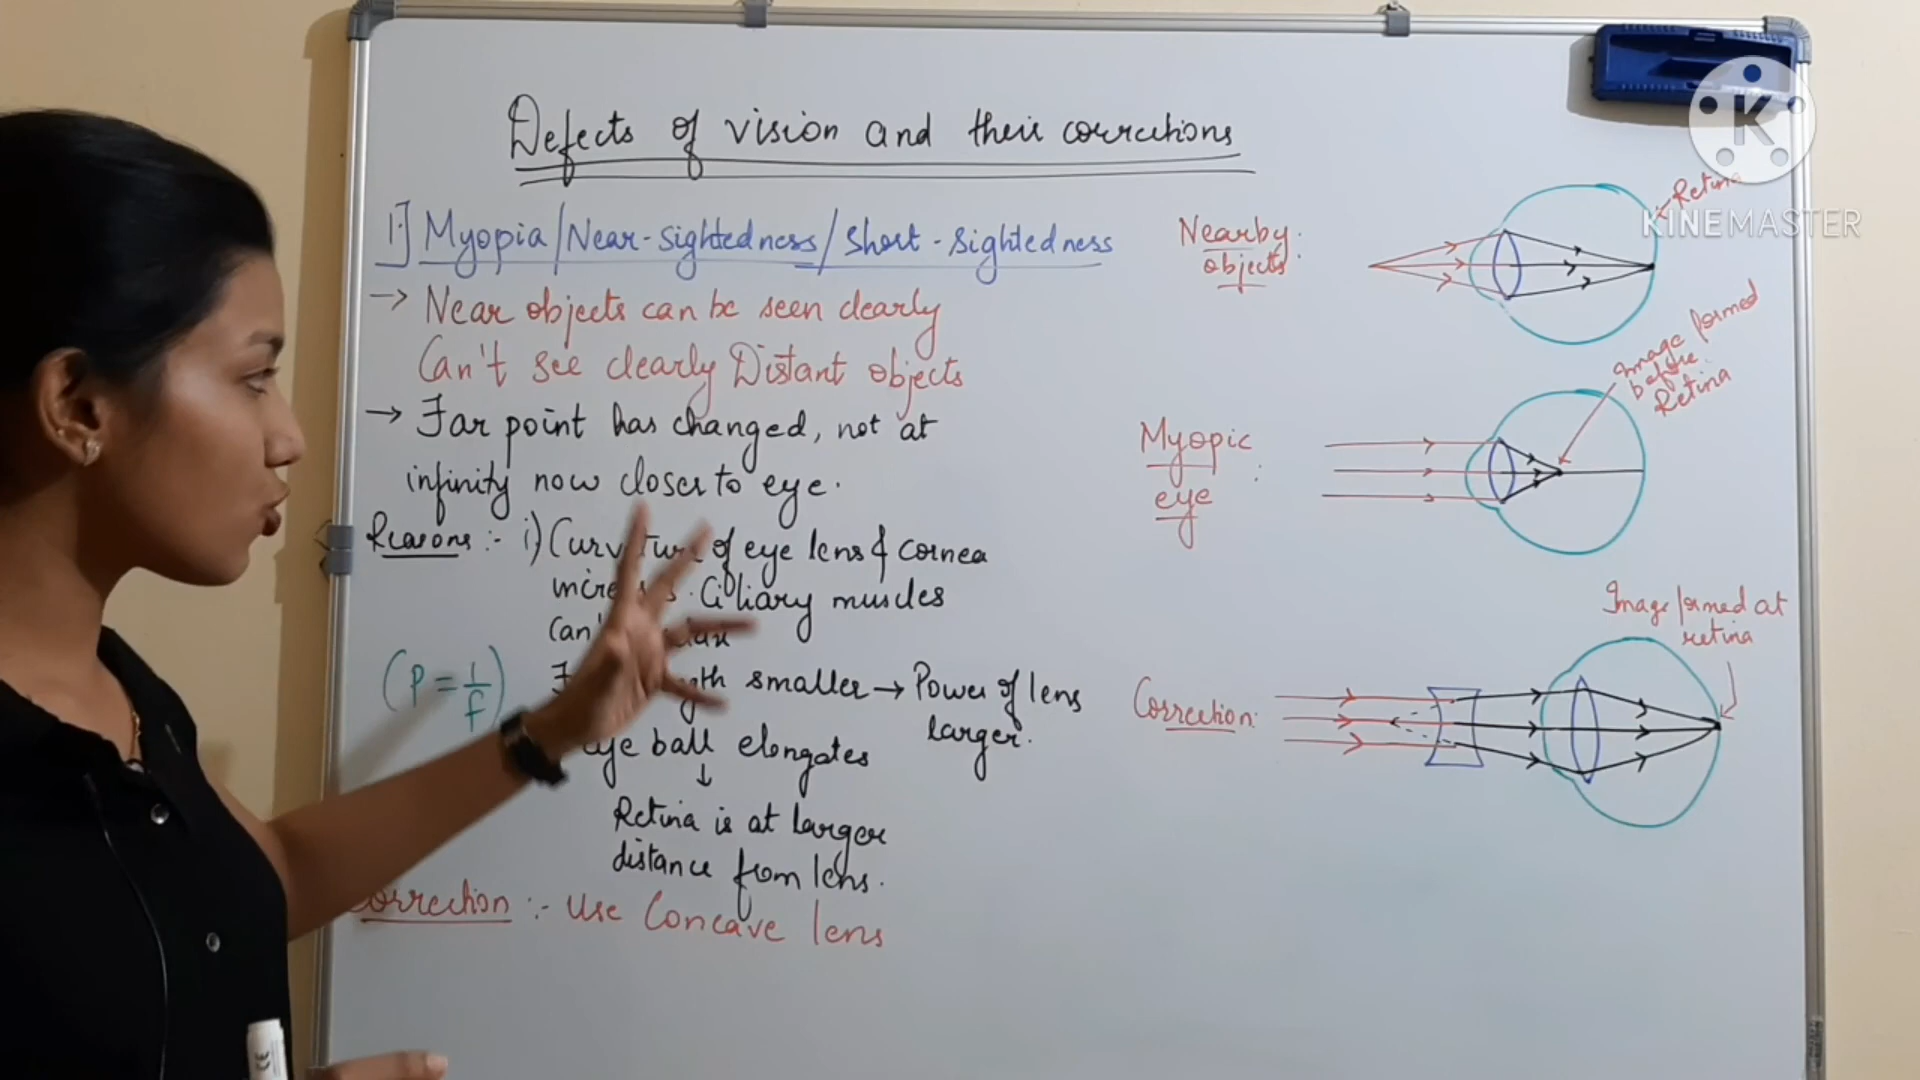 Defects of vision and their corrections
1.] Myopia/Near-sightedness/Short-sightedness
→ Near objects can be seen clearly
Can't see clearly Distant objects
→ Far point has changed, not at
infinity now closer to eye.
Reasons :- i) Curvature of eye lens & cornea
Ciliary muscles
(P = 1/f)
smaller → Power of lens
larger.
eye ball elongates
↓
Retina is at larger
distance from lens.
Correction :- Use Concave lens
Nearby objects :
Retina
Image formed
before
Retina
Myopic
eye :
Image formed at
retina
Correction:
K
KINEMASTER
CE